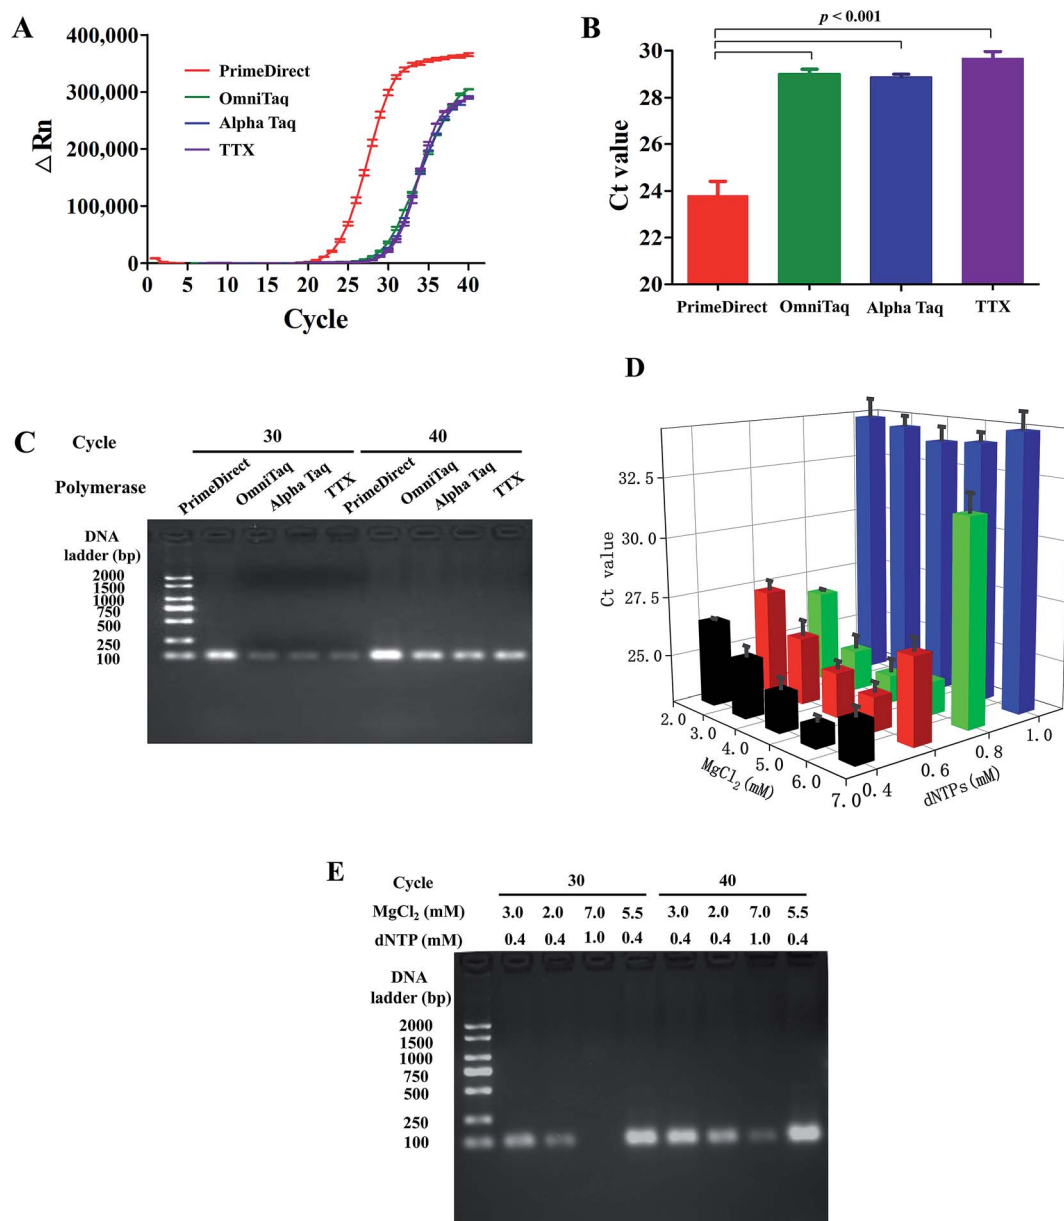 A
400,000
300,000
200,000
100,000
0
△Rn
PrimeDirect
OmniTaq
Alpha Taq
TTX
0 5 10 15 20 25 30 35 40
Cycle
B
p < 0.001
30
28
26
24
22
20
Ct value
PrimeDirect OmniTaq Alpha Taq TTX
C
Cycle 30 40
Polymerase PrimeDirect OmniTaq Alpha Taq TTX PrimeDirect OmniTaq Alpha Taq TTX
DNA
ladder (bp)
2000
1500
1000
750
500
250
100
D
32.5
30.0
27.5
25.0
Ct value
2.0 3.0 4.0 5.0 6.0 7.0
MgCl₂ (mM)
0.4 0.6 0.8 1.0
dNTPs (mM)
E
Cycle 30 40
MgCl₂ (mM) 3.0 2.0 7.0 5.5 3.0 2.0 7.0 5.5
dNTP (mM) 0.4 0.4 1.0 0.4 0.4 0.4 1.0 0.4
DNA
ladder (bp)
2000
1500
1000
750
500
250
100